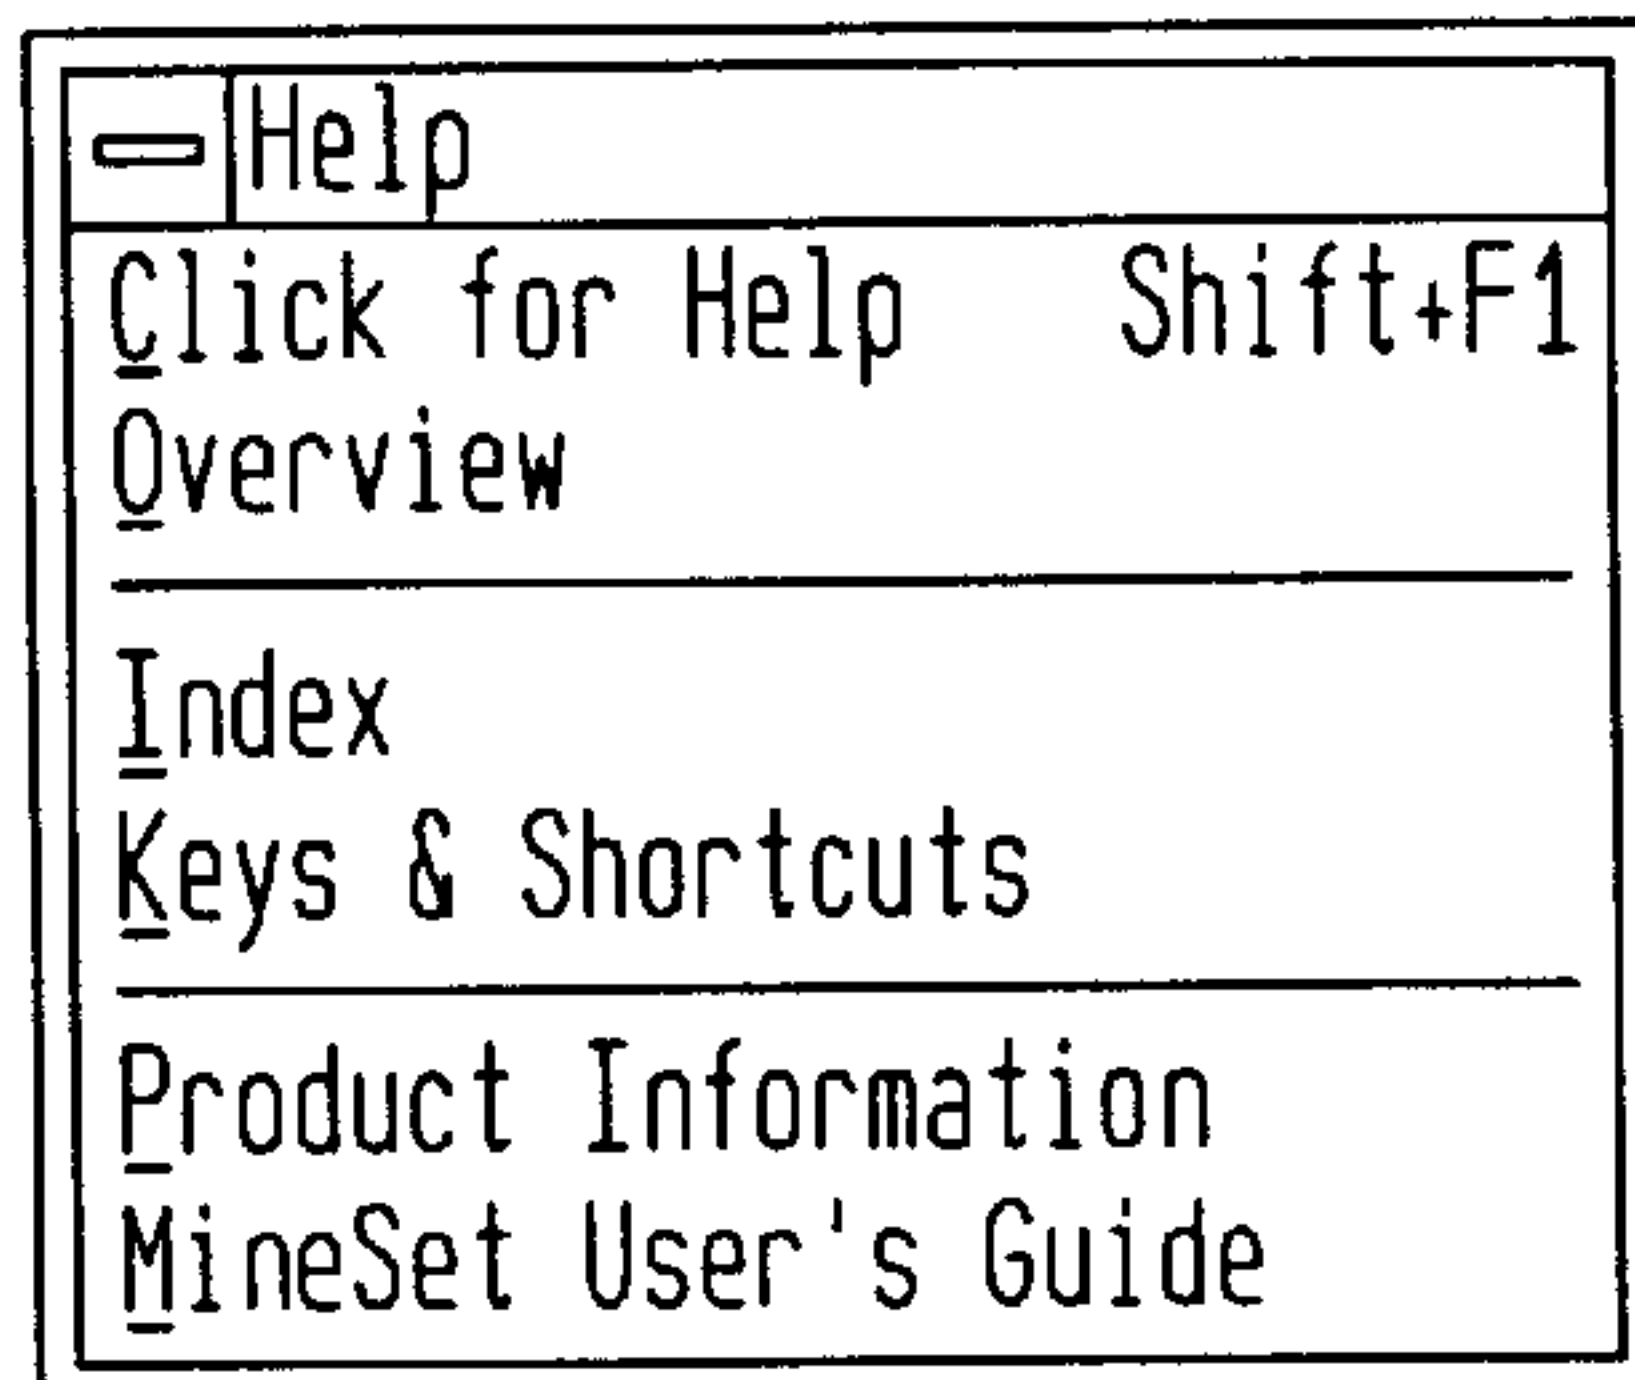 Help
Click for Help Shift+F1
Overview
Index
Keys & Shortcuts
Product Information
MineSet User's Guide